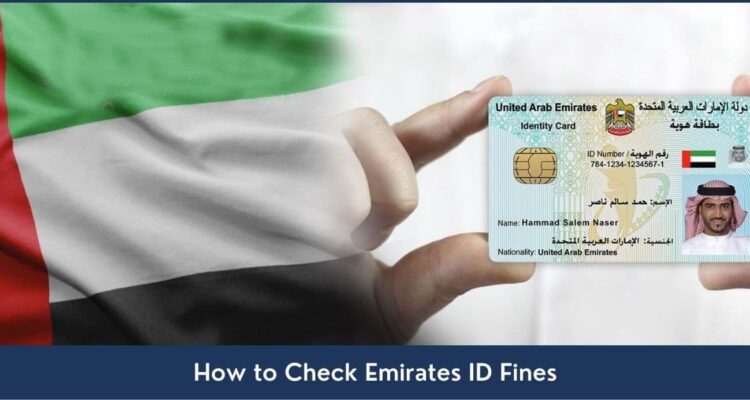 United Arab Emirates دولة الإمارات العربية المتحدة
Identity Card بطاقة هوية
ID Number / رقم الهوية
784-1234-1234567-1
الإسم: حمد سالم ناصر
Name: Hammad Salem Naser
الجنسية: الإمارات العربية المتحدة
Nationality: United Arab Emirates
How to Check Emirates ID Fines